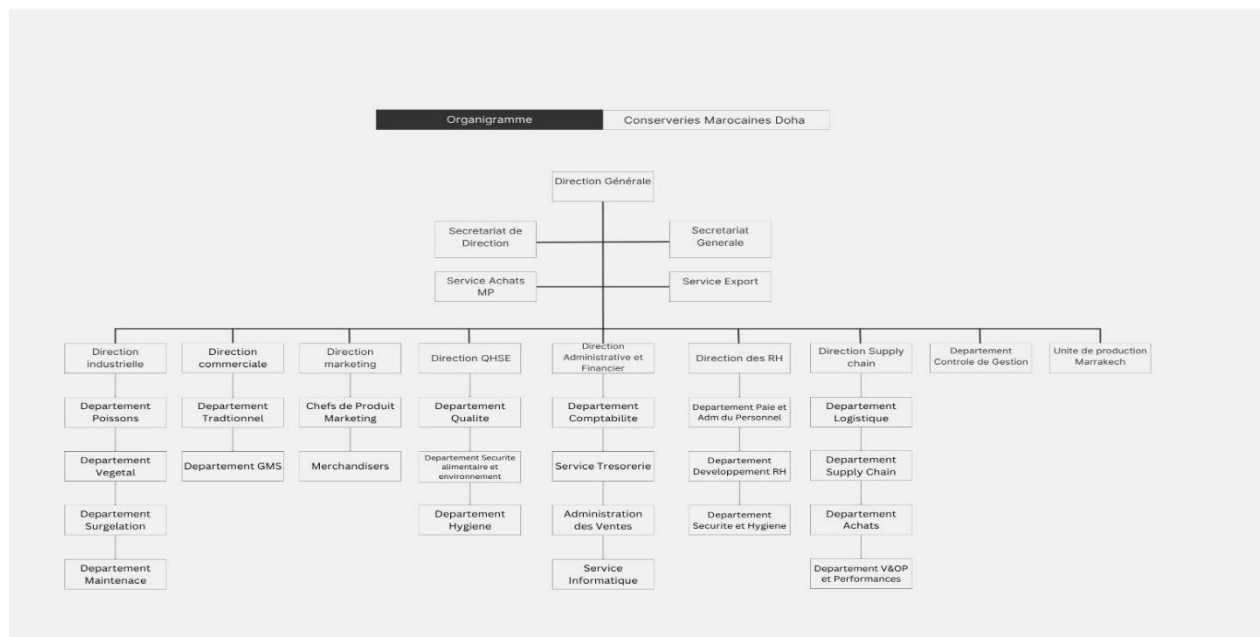 Organigramme
Conserveries Marocaines Doha
Direction Générale
Secretariat de
Direction
Secretariat
Generale
Service Achats
MP
Service Export
Direction
industrielle
Departement
Poissons
Departement
Vegetal
Departement
Surgelation
Departement
Maintenace
Direction
commerciale
Departement
Tradtionnel
Departement GMS
Direction
marketing
Chefs de Produit
Marketing
Merchandisers
Direction QHSE
Departement
Qualite
Departement Securite
alimentaire et
environnement
Departement
Hygiene
Direction
Administrative et
Financier
Departement
Comptabilite
Service Tresorerie
Administration
des Ventes
Service
Informatique
Direction des RH
Departement Paie et
Adm du Personnel
Departement
Developpement RH
Departement
Securite et Hygiene
Direction Supply
chain
Departement
Logistique
Departement
Supply Chain
Departement
Achats
Departement V&OP
et Performances
Departement
Controle de Gestion
Unite de production
Marrakech